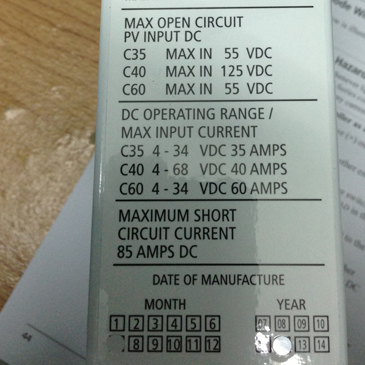 MAX OPEN CIRCUIT
PV INPUT DC
C35 MAX IN 55 VDC
C40 MAX IN 125 VDC
C60 MAX IN 55 VDC
DC OPERATING RANGE /
MAX INPUT CURRENT
C35 4 - 34 VDC 35 AMPS
C40 4 - 68 VDC 40 AMPS
C60 4 - 34 VDC 60 AMPS
MAXIMUM SHORT
CIRCUIT CURRENT
85 AMPS DC
DATE OF MANUFACTURE
MONTH YEAR
1 2 3 4 5 6 07 08 09 10
8 9 10 11 12 13 14
44